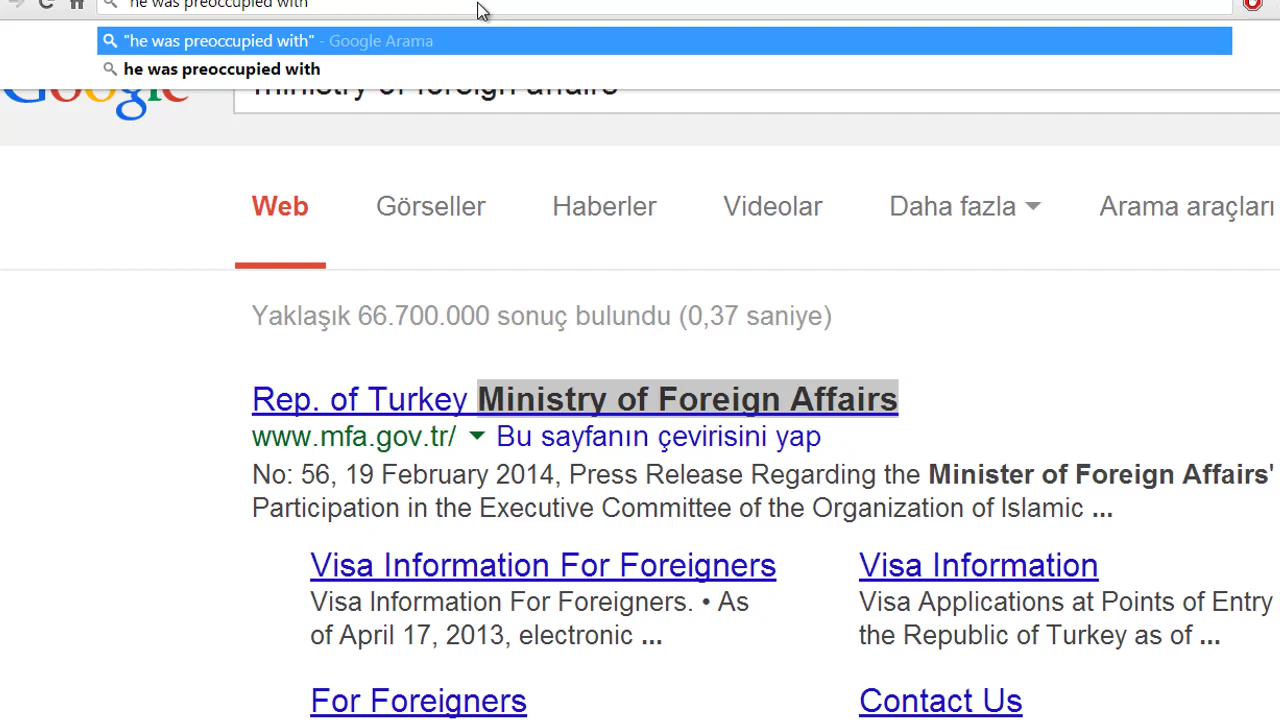 he was preoccupied with
"he was preoccupied with" - Google Arama
he was preoccupied with
Google
ministry of foreign affairs
Web Görseller Haberler Videolar Daha fazla Arama araçları
Yaklaşık 66.700.000 sonuç bulundu (0,37 saniye)
Rep. of Turkey Ministry of Foreign Affairs
www.mfa.gov.tr/ Bu sayfanın çevirisini yap
No: 56, 19 February 2014, Press Release Regarding the Minister of Foreign Affairs'
Participation in the Executive Committee of the Organization of Islamic ...
Visa Information For Foreigners
Visa Information For Foreigners. • As
of April 17, 2013, electronic ...
Visa Information
Visa Applications at Points of Entry
the Republic of Turkey as of ...
For Foreigners
Contact Us